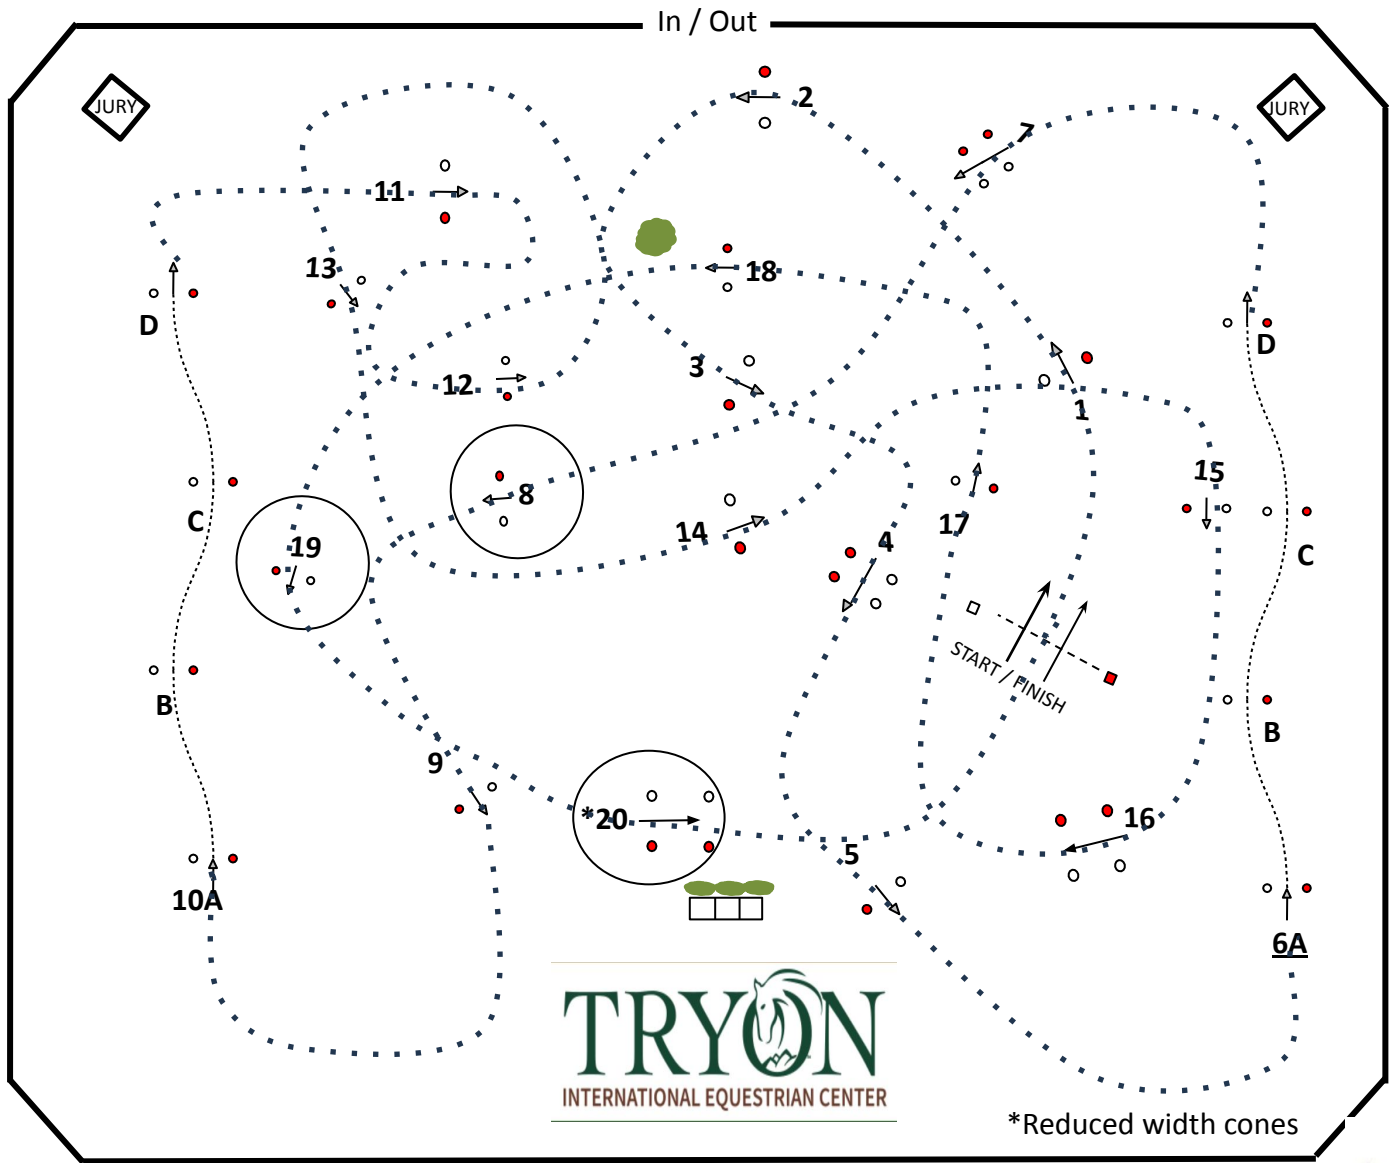 In / Out
JURY
JURY
2
7
11
13
18
D
D
12
3
1
15
8
19
14
17
4
C
C
START / FINISH
B
B
9
*20
16
5
10A
6A
TRYON
INTERNATIONAL EQUESTRIAN CENTER
*Reduced width cones